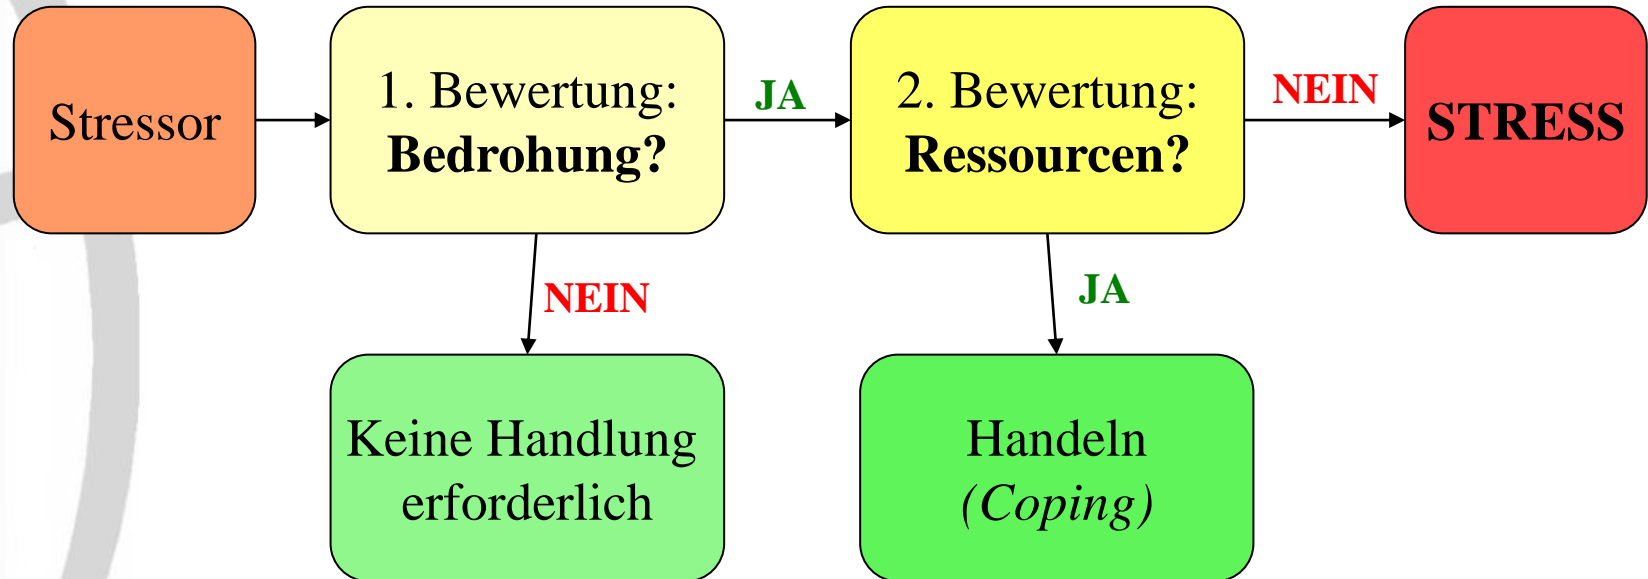 Stressor
1. Bewertung:
Bedrohung?
JA
2. Bewertung:
Ressourcen?
NEIN
STRESS
NEIN
JA
Keine Handlung
erforderlich
Handeln
(Coping)